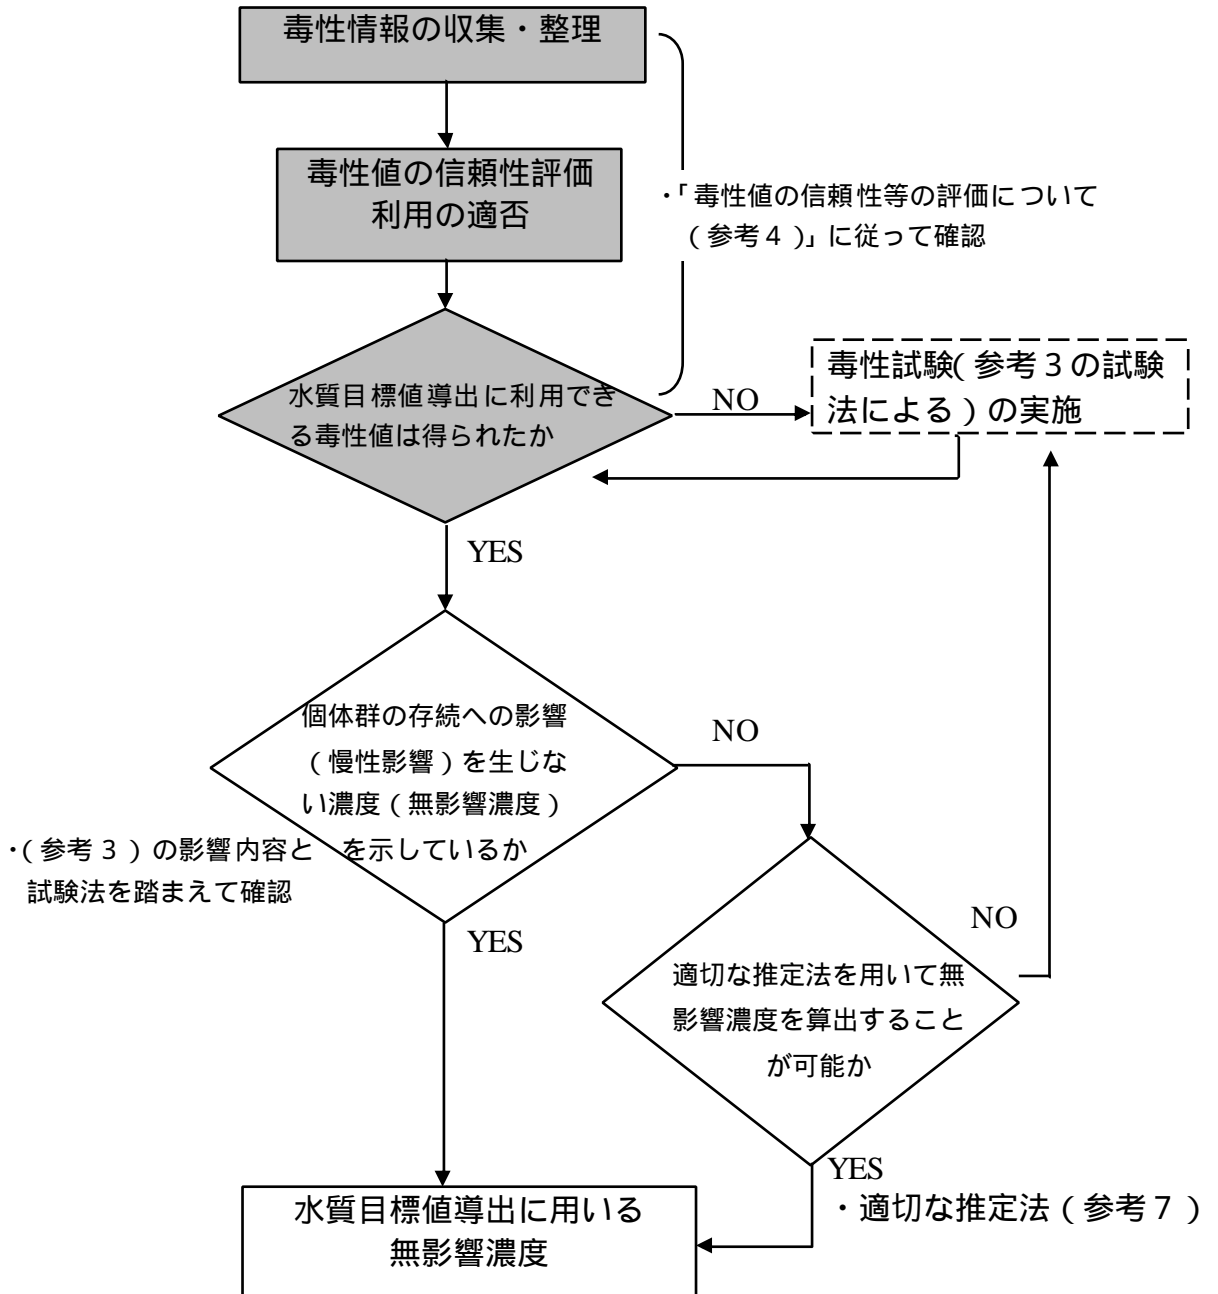 毒性情報の収集・整理
毒性値の信頼性評価
利用の適否
・「毒性値の信頼性等の評価について
(参考４)」に従って確認
水質目標値導出に利用でき
る毒性値は得られたか
NO
毒性試験(参考３の試験
法による)の実施
YES
個体群の存続への影響
(慢性影響)を生じな
い濃度(無影響濃度)
を示しているか
NO
・(参考３)の影響内容と
試験法を踏まえて確認
YES
NO
適切な推定法を用いて無
影響濃度を算出すること
が可能か
YES
・適切な推定法(参考７)
水質目標値導出に用いる
無影響濃度